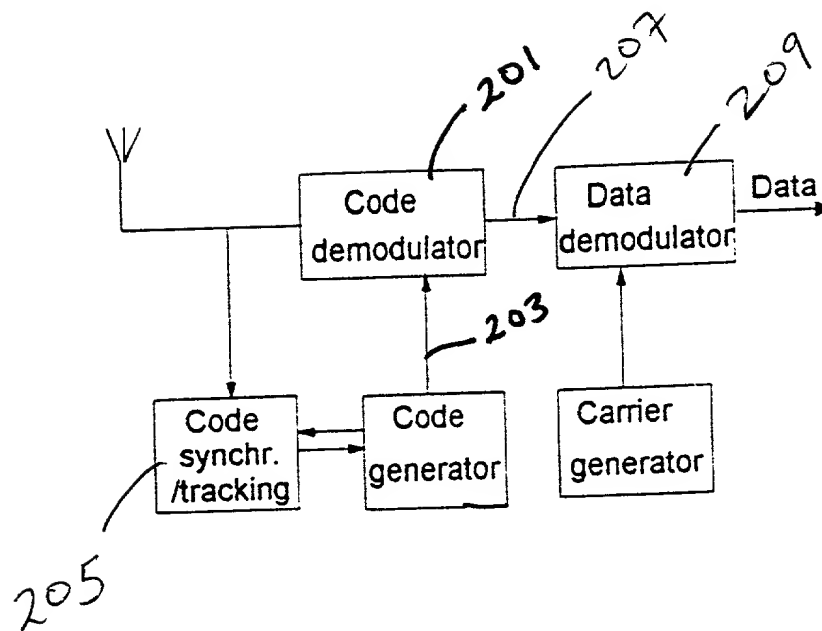 201
207
209
Code
demodulator
Data
demodulator
Data
203
Code
synchr.
/tracking
Code
generator
Carrier
generator
205